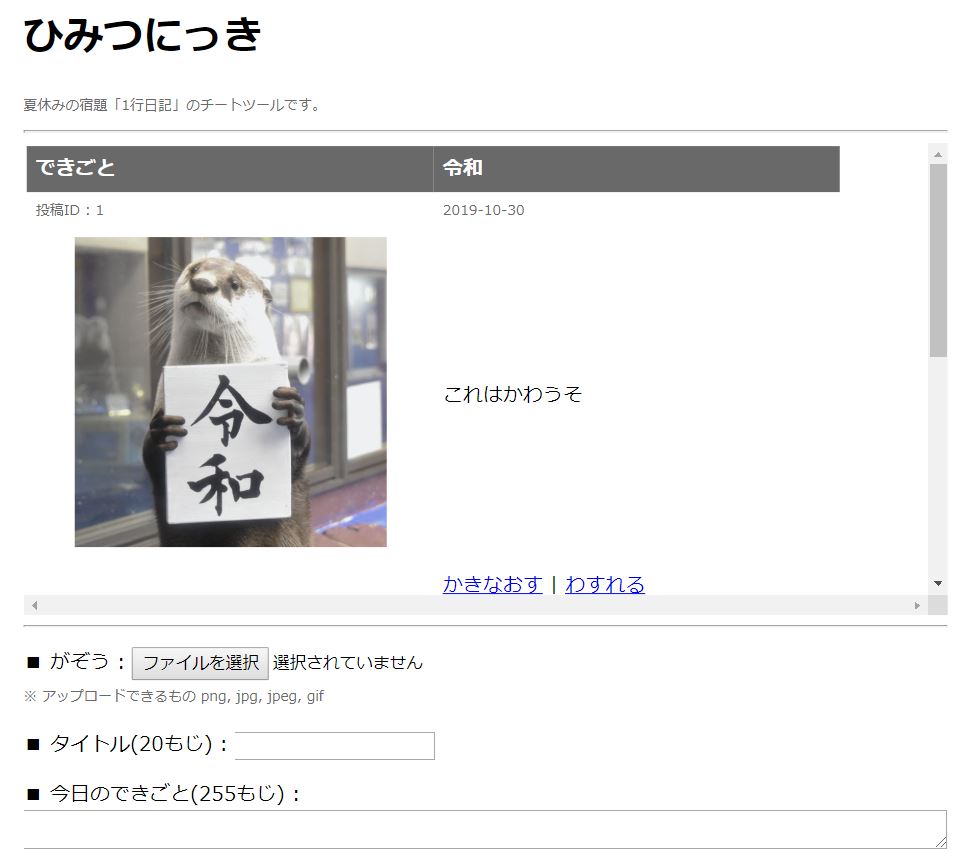 ひみつにっき
夏休みの宿題「1行日記」のチートツールです。
できごと 令和
投稿ID : 1 2019-10-30
令
和
これはかわうそ
かきなおす | わすれる
■ がぞう : ファイルを選択 選択されていません
※ アップロードできるもの png, jpg, jpeg, gif
■ タイトル(20もじ) :
■ 今日のできごと(255もじ) :